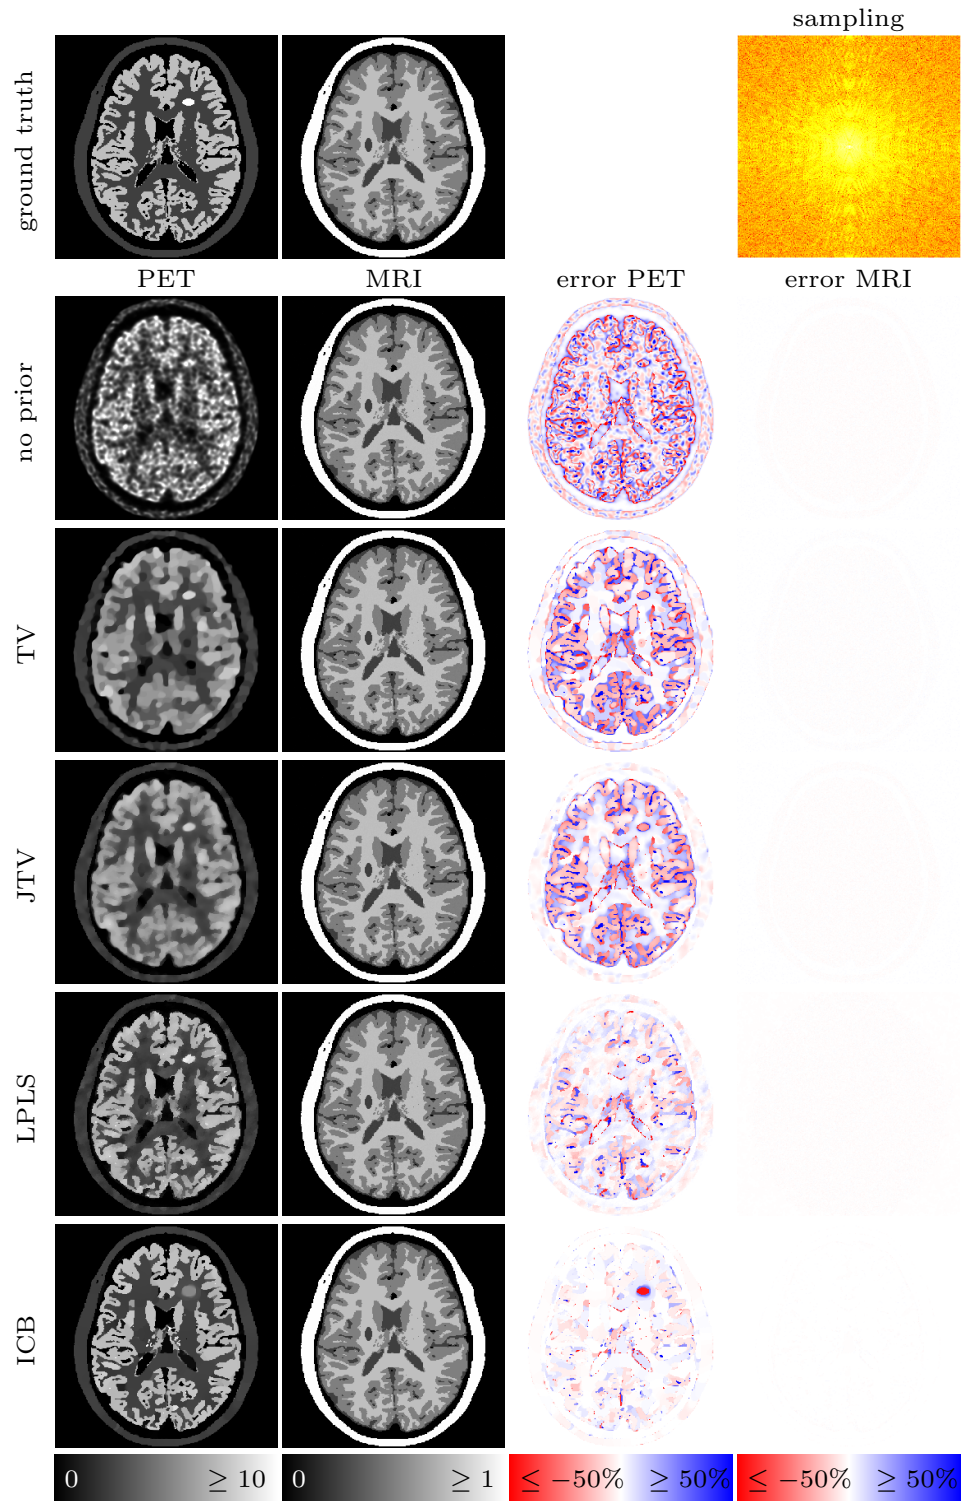 sampling
ground truth
PET MRI error PET error MRI
no prior
TV
JTV
LPLS
ICB
0 ≥ 10 0 ≥ 1 ≤ −50% ≥ 50% ≤ −50% ≥ 50%